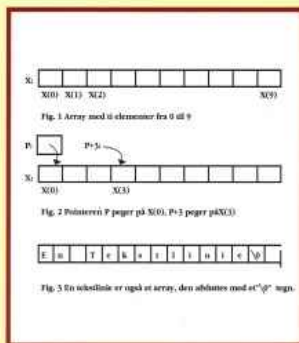 X:
X(0) X(1) X(2) X(9)
Fig. 1 Array med ti elementer fra 0 til 9
P: P+3:
X:
X(0) X(3)
Fig. 2 Pointeren P peger på X(0), P+3 peger påX(3)
E n T e k s t l i n i e \0
Fig. 3 En tekstlinie er også et array, den afsluttes med et"\0" tegn.